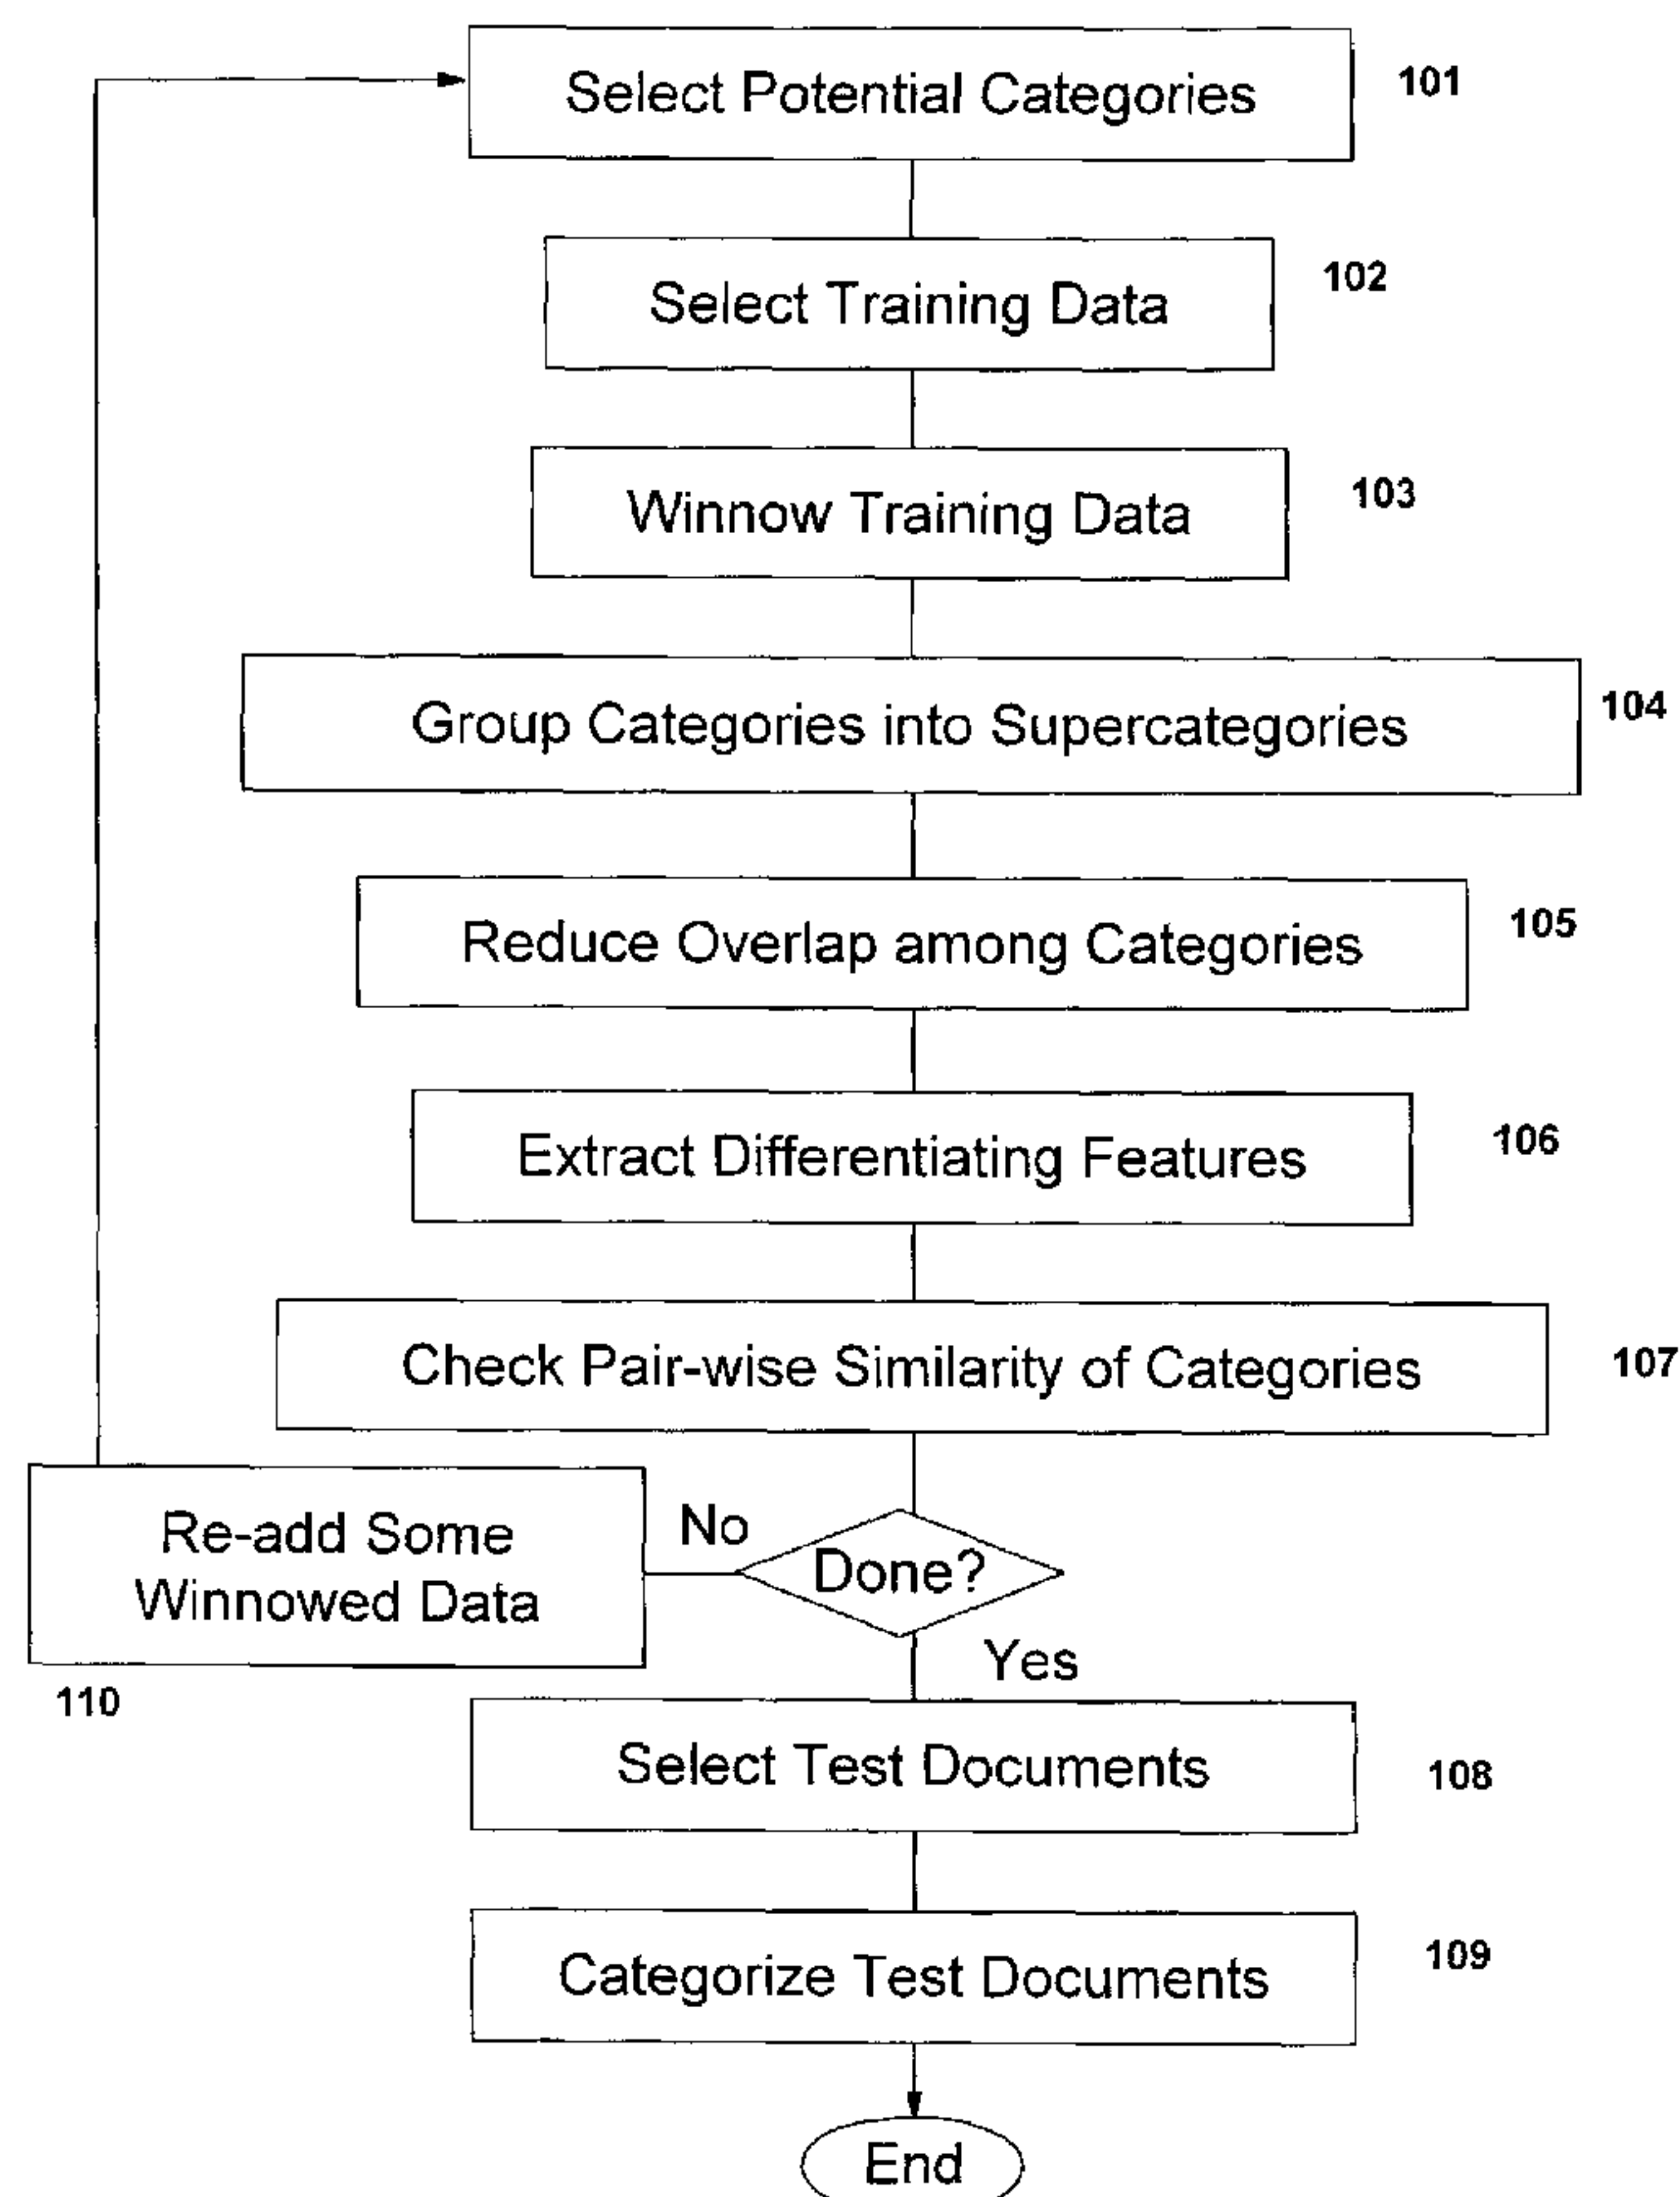 Select Potential Categories
101
Select Training Data
102
Winnow Training Data
103
Group Categories into Supercategories
104
Reduce Overlap among Categories
105
Extract Differentiating Features
106
Check Pair-wise Similarity of Categories
107
Re-add Some
Winnowed Data
110
No
Done?
Yes
Select Test Documents
108
Categorize Test Documents
109
End